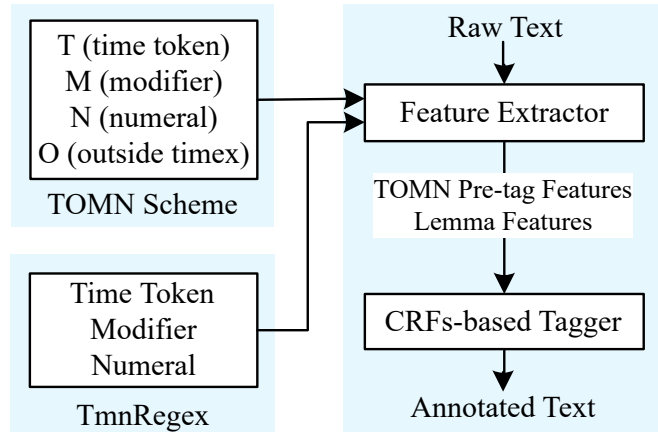 T (time token)
M (modifier)
N (numeral)
O (outside timex)
TOMN Scheme
Time Token
Modifier
Numeral
TmnRegex
Raw Text
Feature Extractor
TOMN Pre-tag Features
Lemma Features
CRFs-based Tagger
Annotated Text